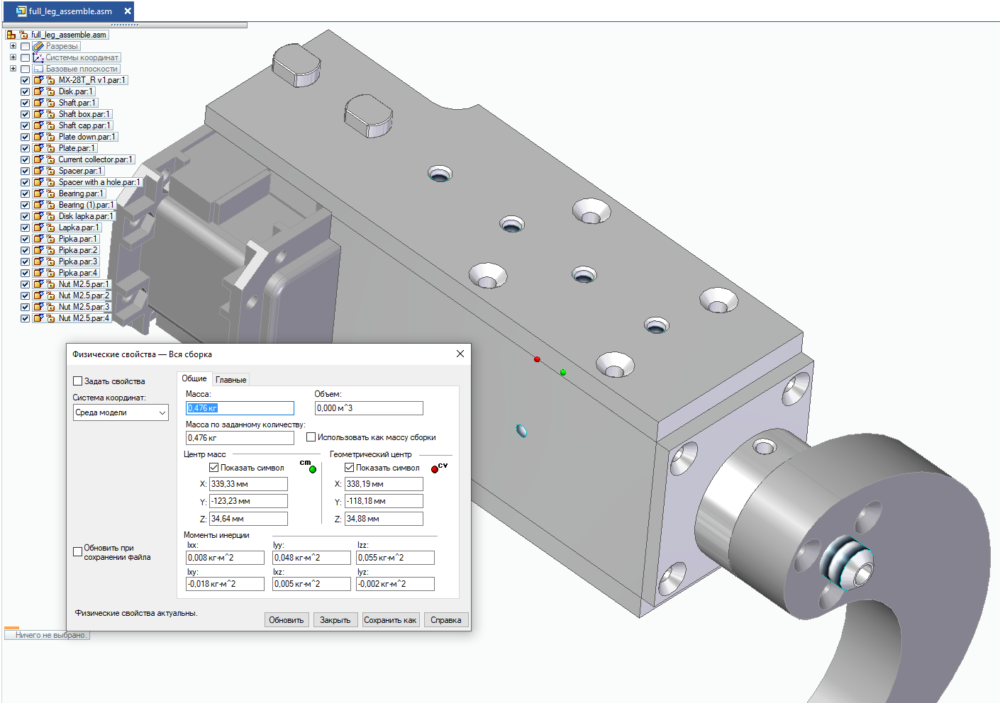 full_leg_assemble.asm
full_leg_assemble.asm
Разрезы
Системы координат
Базовые плоскости
MX-28T_R v1.par:1
Disk.par:1
Shaft.par:1
Shaft box.par:1
Shaft cap.par:1
Plate down.par:1
Plate.par:1
Current collector.par:1
Spacer.par:1
Spacer with a hole.par:1
Bearing.par:1
Bearing (1).par:1
Disk lapka.par:1
Lapka.par:1
Pipka.par:1
Pipka.par:2
Pipka.par:3
Pipka.par:4
Nut M2.5.par:1
Nut M2.5.par:2
Nut M2.5.par:3
Nut M2.5.par:4
Физические свойства — Вся сборка
Задать свойства
Система координат:
Среда модели
Обновить при
сохранении файла
Общие
Главные
Масса:
Объем:
0,476 кг
0,000 м^3
Масса по заданному количеству:
0,476 кг
Использовать как массу сборки
Центр масс
Геометрический центр
Показать символ
cm
Показать символ
cv
X: 339,33 мм
X: 338,19 мм
Y: -123,23 мм
Y: -118,18 мм
Z: 34,64 мм
Z: 34,88 мм
Моменты инерции
Ixx:
Iyy:
Izz:
0,008 кг-м^2
0,048 кг-м^2
0,055 кг-м^2
Ixy:
Ixz:
Iyz:
-0,018 кг-м^2
0,005 кг-м^2
-0,002 кг-м^2
Физические свойства актуальны.
Обновить
Закрыть
Сохранить как
Справка
Ничего не выбрано.